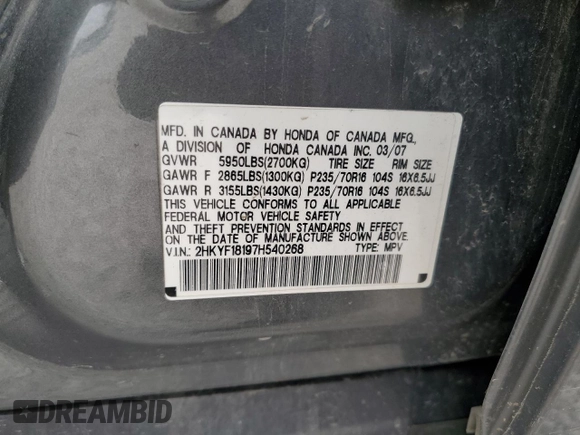 MFD. IN CANADA BY HONDA OF CANADA MFG.,
A DIVISION OF HONDA CANADA INC. 03/07
GVWR 5950LBS(2700KG) TIRE SIZE RIM SIZE
GAWR F 2865LBS(1300KG) P235/70R16 104S 16X6.5JJ
GAWR R 3155LBS(1430KG) P235/70R16 104S 16X6.5JJ
THIS VEHICLE CONFORMS TO ALL APPLICABLE
FEDERAL MOTOR VEHICLE SAFETY
AND THEFT PREVENTION STANDARDS IN EFFECT
ON THE DATE OF MANUFACTURE SHOWN ABOVE.
V.I.N.: 2HKYF18197H540268 TYPE: MPV
DREAMBID